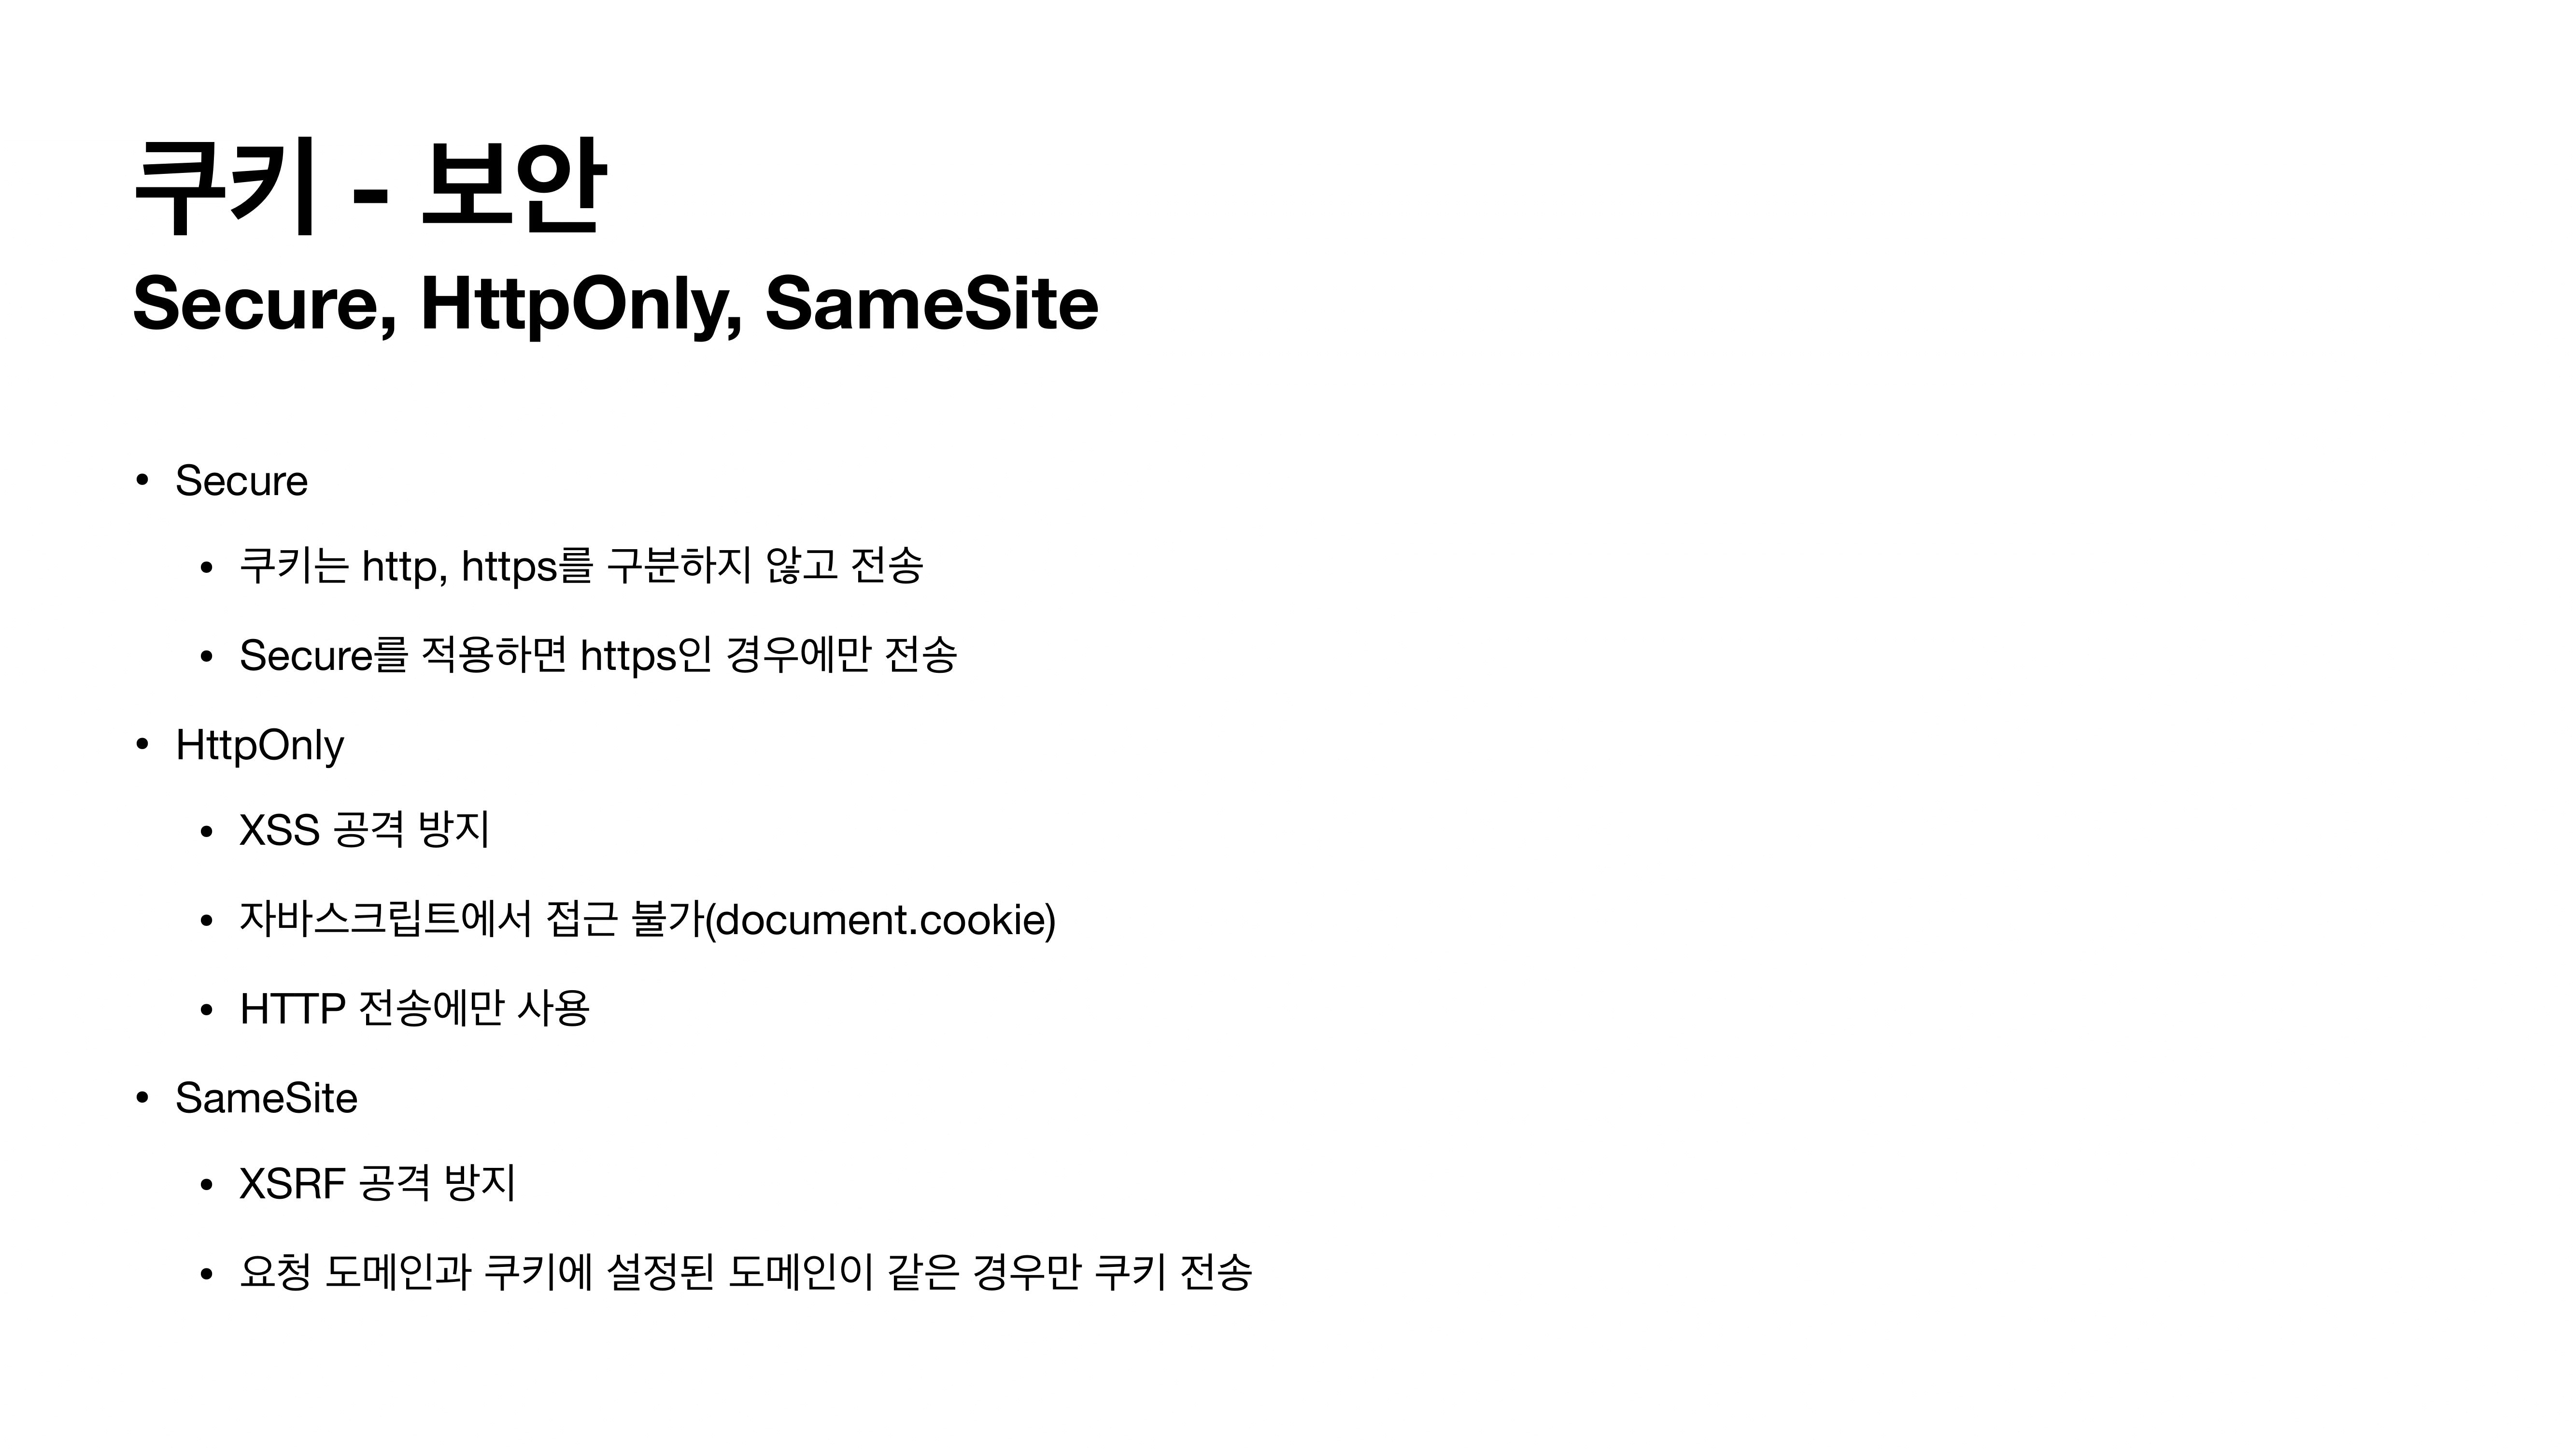 쿠키 - 보안
Secure, HttpOnly, SameSite
• Secure
• 쿠키는 http, https를 구분하지 않고 전송
• Secure를 적용하면 https인 경우에만 전송
• HttpOnly
• XSS 공격 방지
• 자바스크립트에서 접근 불가(document.cookie)
• HTTP 전송에만 사용
• SameSite
• XSRF 공격 방지
• 요청 도메인과 쿠키에 설정된 도메인이 같은 경우만 쿠키 전송